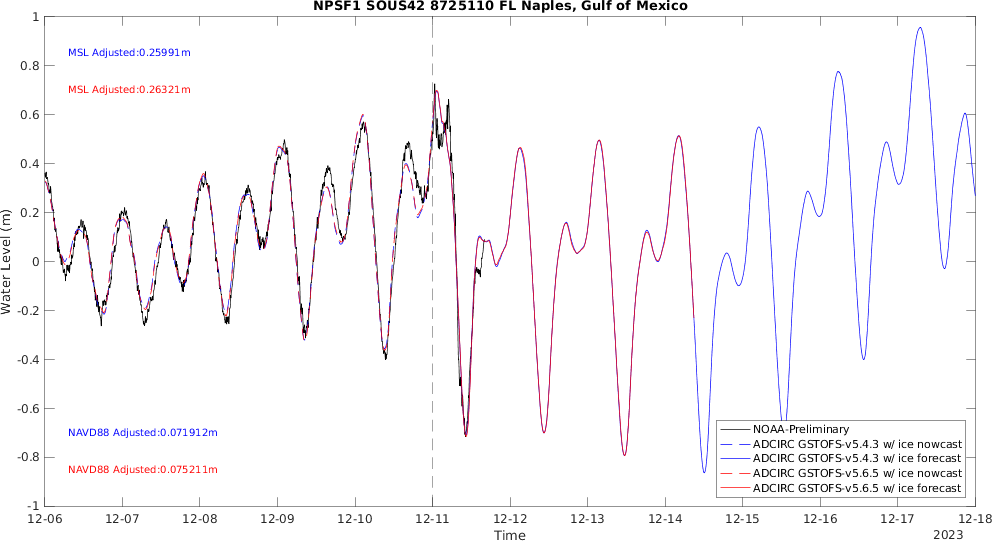 NPSF1 SOUS42 8725110 FL Naples, Gulf of Mexico
1
0.8
0.6
0.4
0.2
0
-0.2
-0.4
-0.6
-0.8
-1
Water Level (m)
MSL Adjusted:0.25991m
MSL Adjusted:0.26321m
NAVD88 Adjusted:0.071912m
NAVD88 Adjusted:0.075211m
NOAA-Preliminary
ADCIRC GSTOFS-v5.4.3 w/ ice nowcast
ADCIRC GSTOFS-v5.4.3 w/ ice forecast
ADCIRC GSTOFS-v5.6.5 w/ ice nowcast
ADCIRC GSTOFS-v5.6.5 w/ ice forecast
12-06 12-07 12-08 12-09 12-10 12-11 12-12 12-13 12-14 12-15 12-16 12-17 12-18
Time
2023